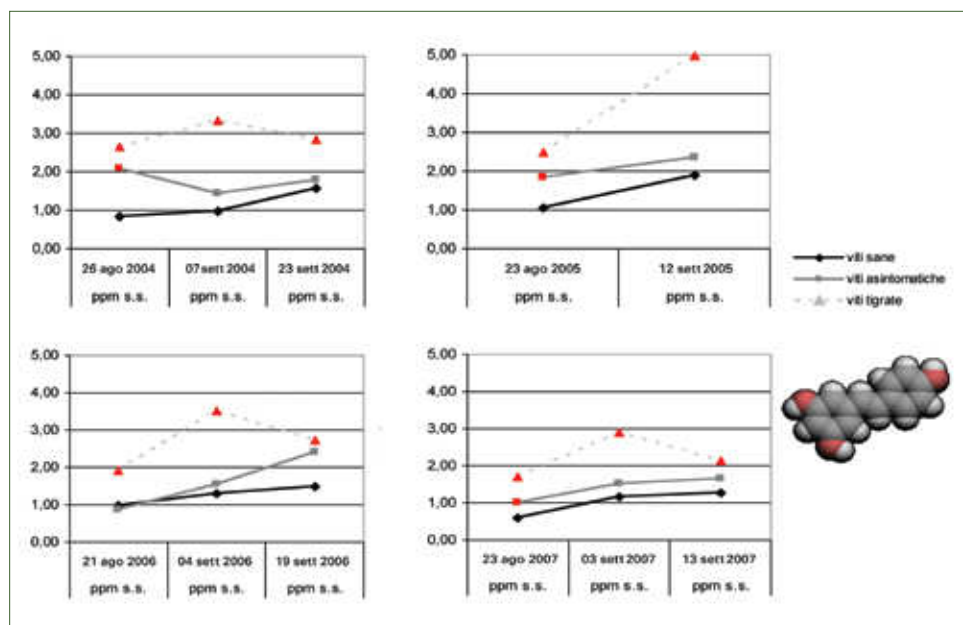 5,00
4,00
3,00
2,00
1,00
0,00
26 ago 2004 07sett 2004 23 sett 2004
ppm s.s. ppm s.s. ppm s.s.
5,00
4,00
3,00
2,00
1,00
0,00
23 ago 2005 12 sett 2005
ppm s.s. ppm s.s.
viti sane
viti asintomatiche
viti tigrate
5,00
4,00
3,00
2,00
1,00
0,00
21 ago 2006 04 sett 2006 19 sett 2006
ppm s.s. ppm s.s. ppm s.s.
5,00
4,00
3,00
2,00
1,00
0,00
23 ago 2007 03 sett 2007 13 sett 2007
ppm s.s. ppm s.s. ppm s.s.